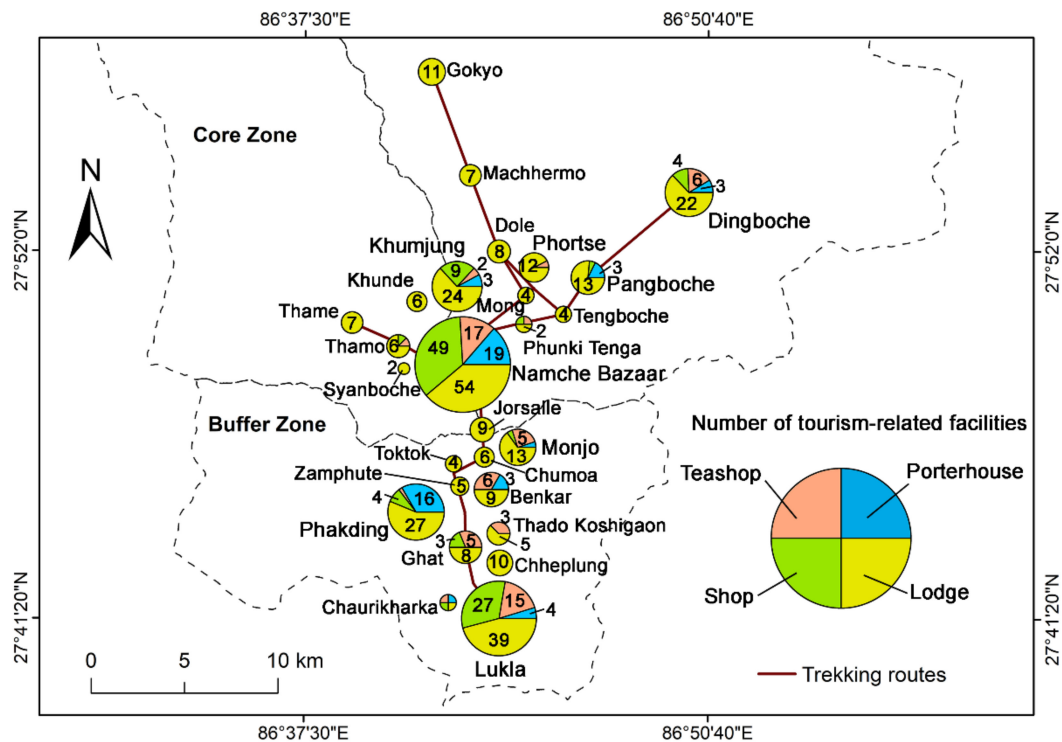 86°37'30"E
86°50'40"E
11 Gokyo
Core Zone
N
7 Machhermo
4
6
3
22
Dingboche
27°52'0"N
27°52'0"N
Dole
8
Phortse
12
Khumjung
9
2
3
24
3
13
Pangboche
Khunde
6
Mong
4
4
Tengboche
Thame
7
2
Phunki Tenga
Thamo
6
17
49
19
Namche Bazaar
54
2
Syanboche
Buffer Zone
Jorsalle
9
5
Monjo
13
Toktok
4
6
Chumoa
Zamphute
5
6
3
9
Benkar
4
16
27
Phakding
3
Thado Koshigaon
5
3
5
8
Ghat
10
Chheplung
Chaurikharka
27
15
4
39
Lukla
Number of tourism-related facilities
Teashop
Porterhouse
Shop
Lodge
27°41'20"N
27°41'20"N
0 5 10 km
Trekking routes
86°37'30"E
86°50'40"E